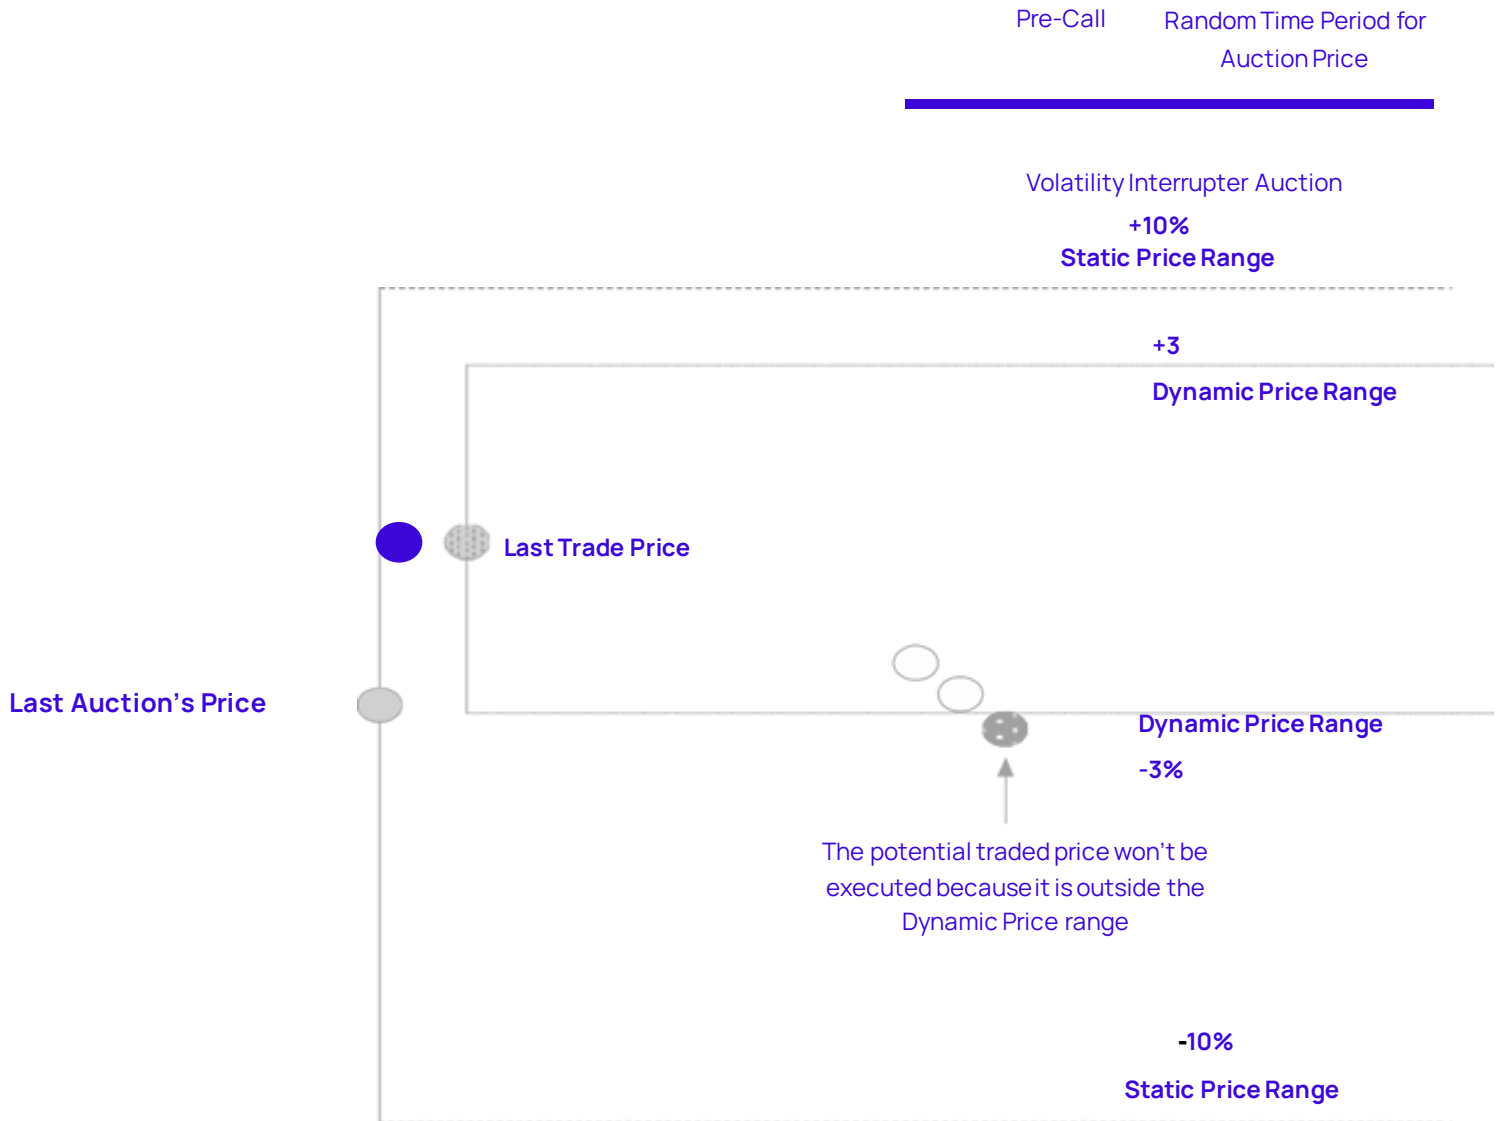 Pre-Call
Random Time Period for
Auction Price
Volatility Interrupter Auction
+10%
Static Price Range
+3
Dynamic Price Range
Last Trade Price
Last Auction’s Price
Dynamic Price Range
-3%
The potential traded price won’t be
executed because it is outside the
Dynamic Price range
-10%
Static Price Range